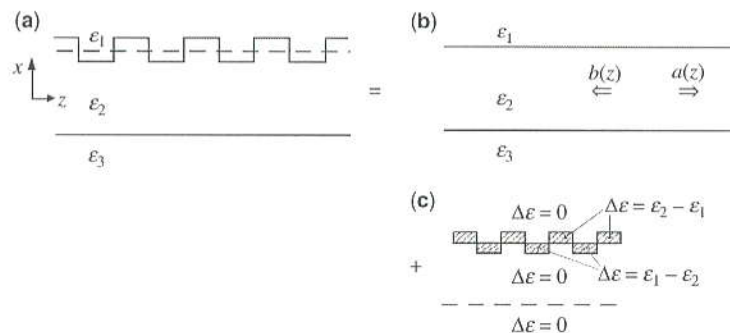 (a)
ε₁
x
z
ε₂
ε₃
=
(b)
ε₁
b(z) a(z)
⇐ ⇒
ε₂
ε₃
(c)
+
Δε = 0 Δε = ε₂ − ε₁
Δε = 0 Δε = ε₁ − ε₂
Δε = 0